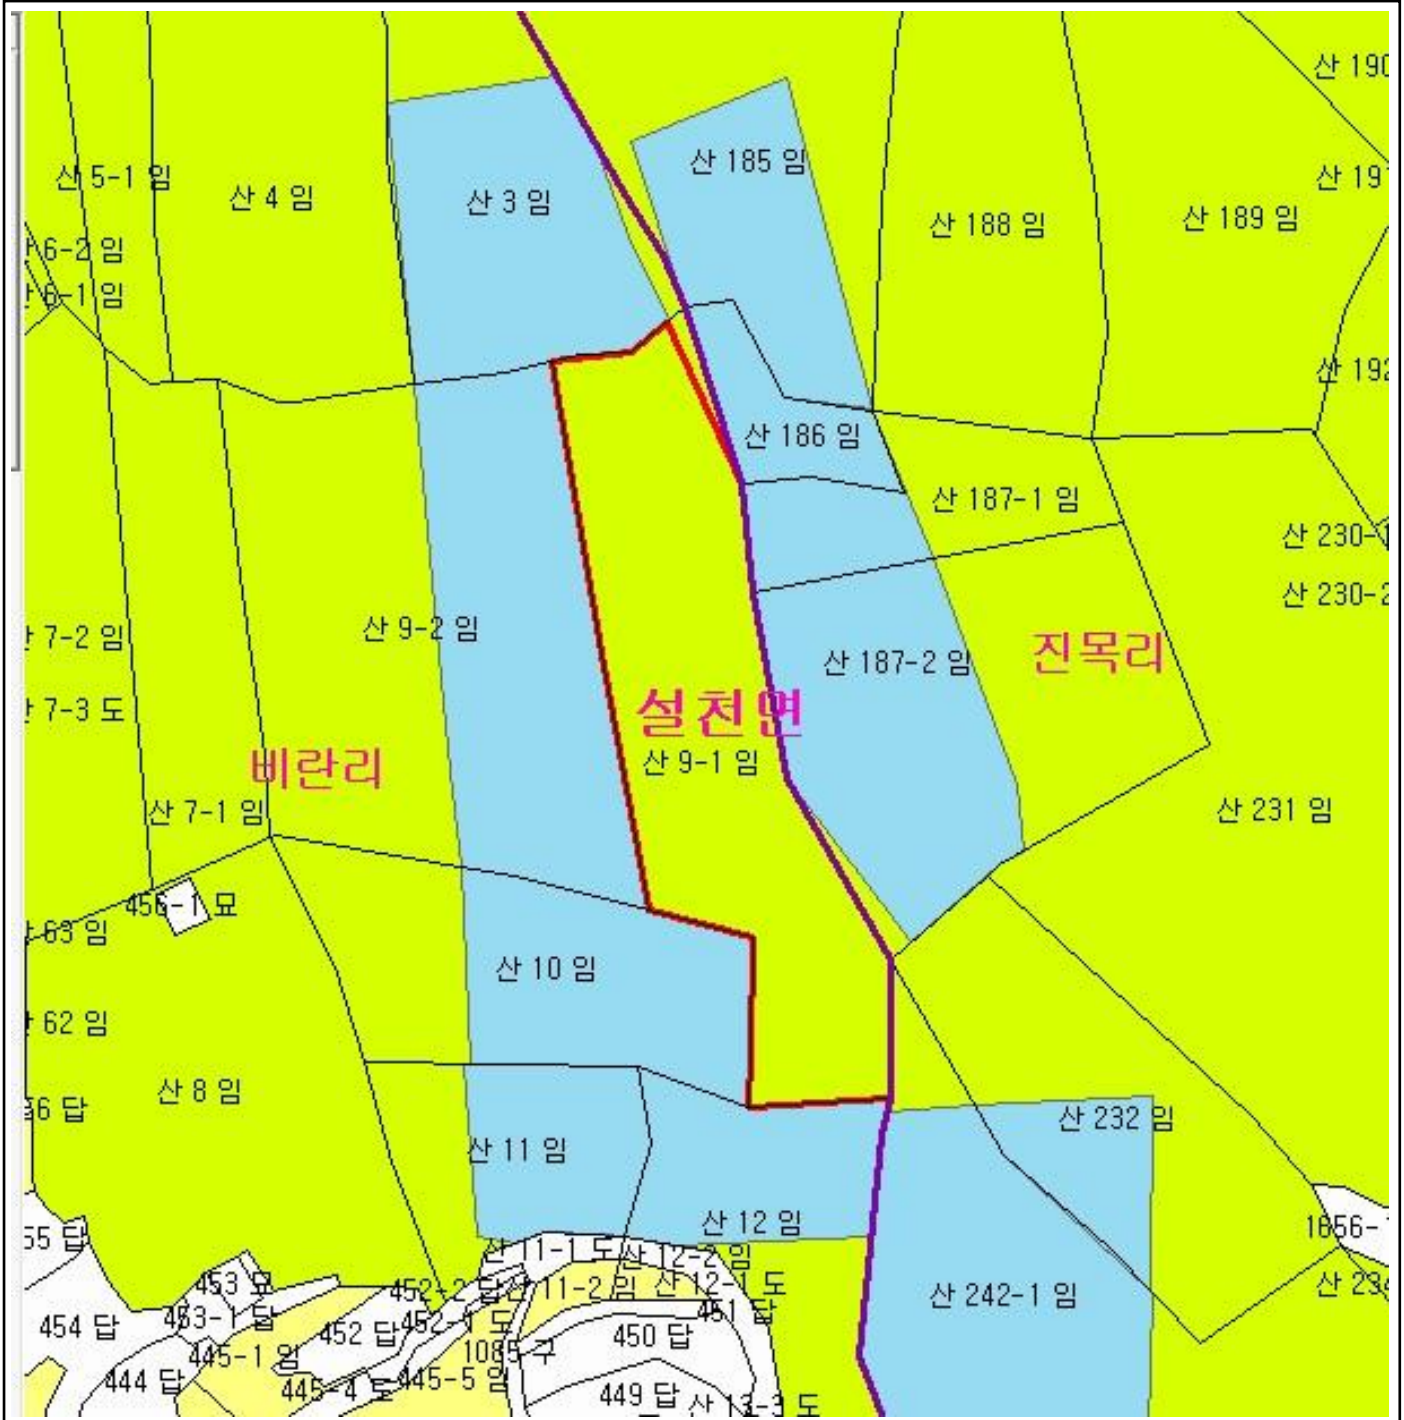 산 190
산 185 임
산 5-1 임
산 4 임
산 3 임
산 197
산 188 임
산 189 임
6-2 임
6-1 임
산 192
산 186 임
산 187-1 임
산 230-1
산 230-2
산 9-2 임
7-2 임
산 187-2 임
진목리
7-3 도
설천면
산 9-1 임
비란리
산 7-1 임
산 231 임
456-1 묘
63 임
산 10 임
62 임
산 8 임
6 답
산 232 임
산 11 임
산 12 임
55 답
1656-
산 11-1 도
산 12-2 임
453 묘
452-2 답
산 11-2 임
산 12-1 도
산 234
산 242-1 임
453-1 답
454 답
452 답
452-1 도
451 답
450 답
445-1 임
1085 구
444 답
445-4 도
445-5 임
449 답
산 13-3 도